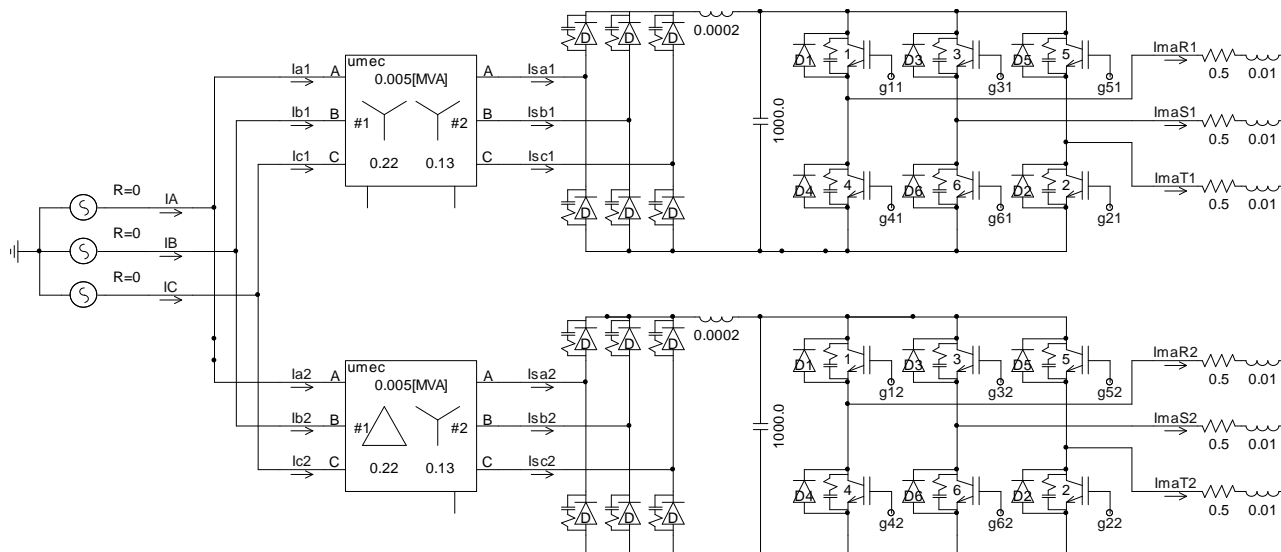 D D D
0.0002
D1 1 D3 3 D5 5
g11 g31 g51
ImaR1
0.5 0.01
umec
0.005[MVA]
Ia1 A A Isa1
Ib1 B #1 #2 B Isb1
Ic1 C 0.22 0.13 C Isc1
1000.0
ImaS1
0.5 0.01
D D D
D4 4 D6 6 D2 2
g41 g61 g21
ImaT1
0.5 0.01
R=0 IA
R=0 IB
R=0 IC
D D D
0.0002
D1 1 D3 3 D5 5
g12 g32 g52
ImaR2
0.5 0.01
umec
0.005[MVA]
Ia2 A A Isa2
Ib2 B #1 #2 B Isb2
Ic2 C 0.22 0.13 C Isc2
1000.0
ImaS2
0.5 0.01
D D D
D4 4 D6 6 D2 2
g42 g62 g22
ImaT2
0.5 0.01